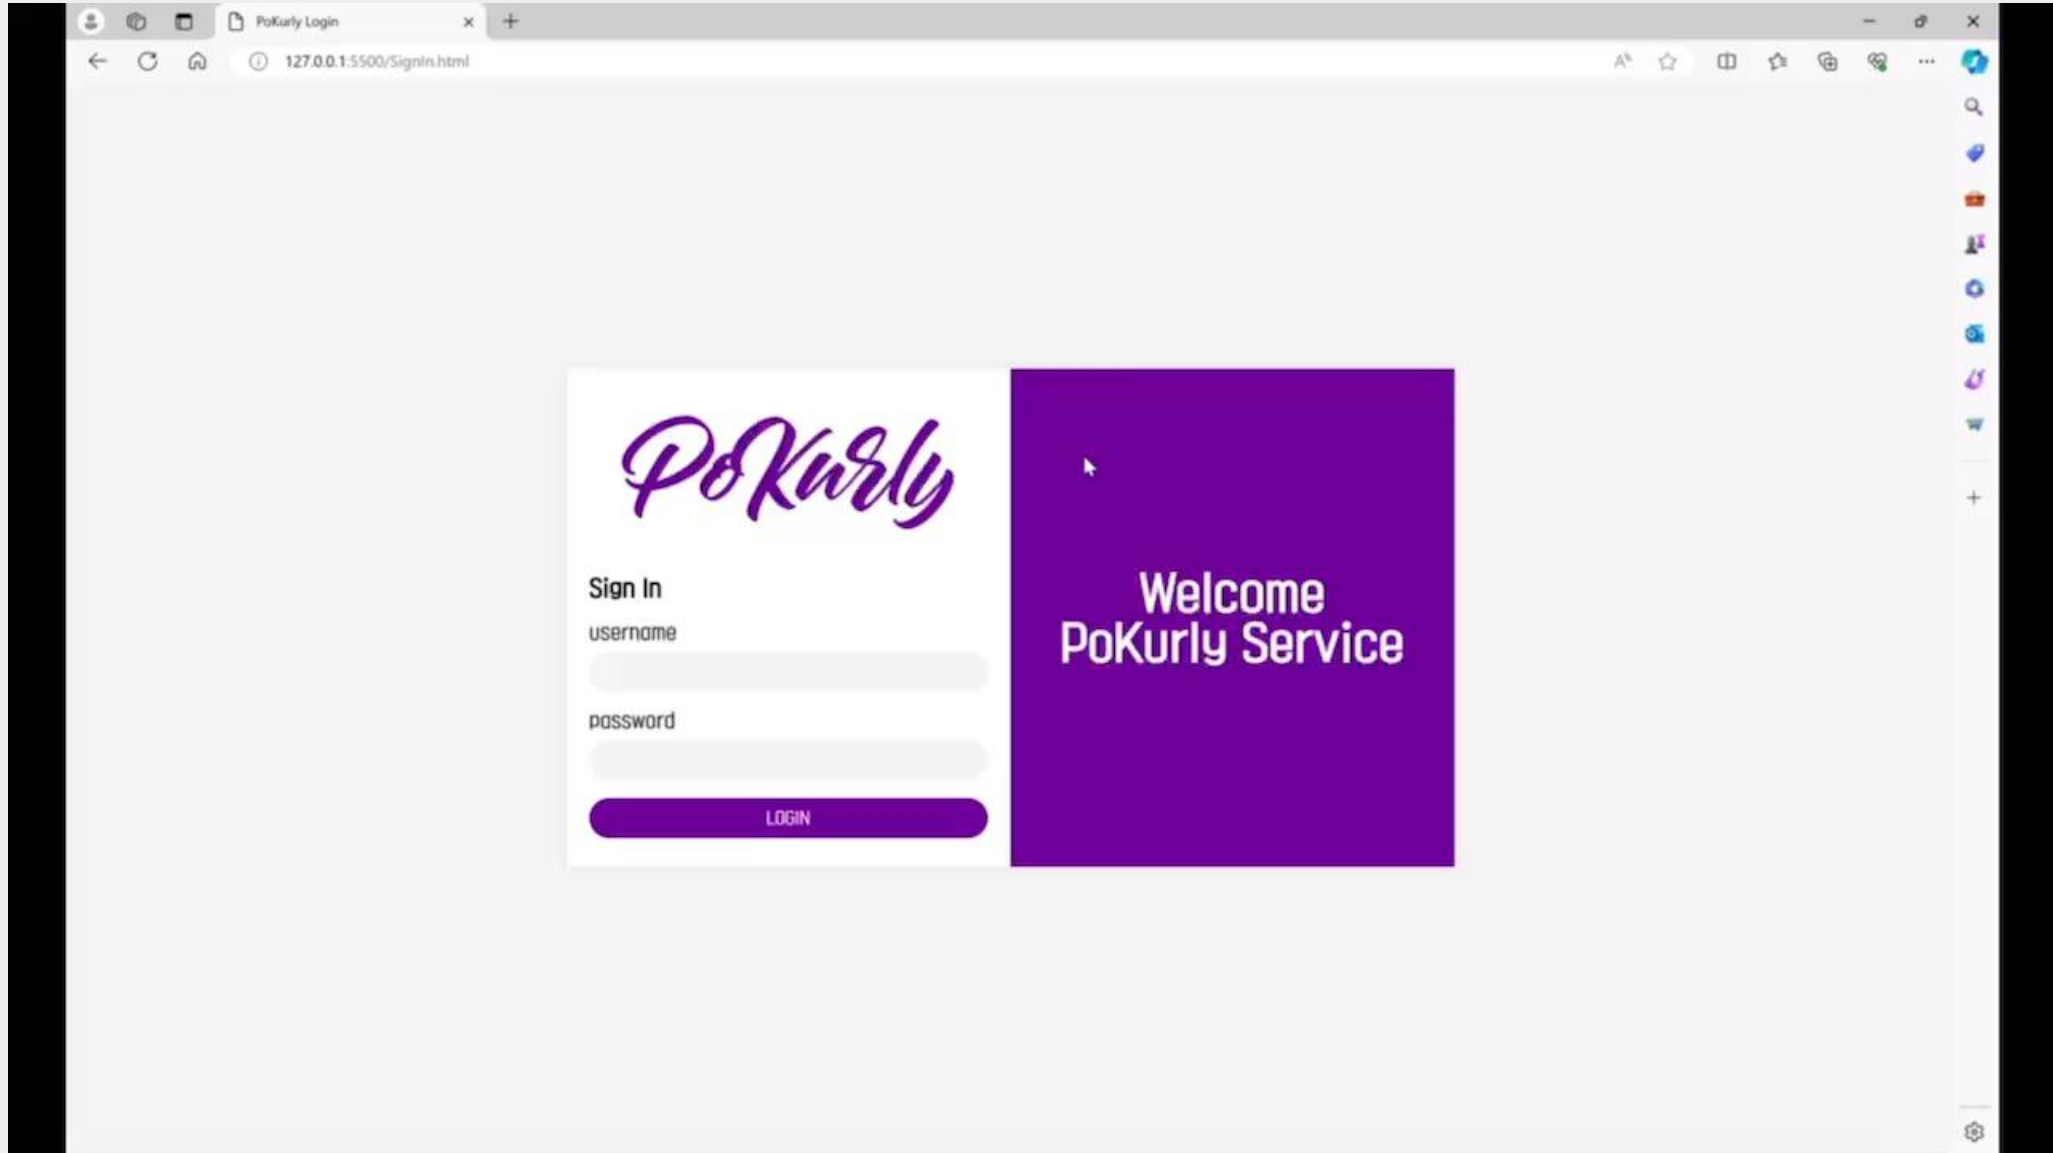 PoKurly Login
127.0.0.1:5500/SignIn.html
PoKurly
Sign In
username
password
LOGIN
Welcome
PoKurly Service